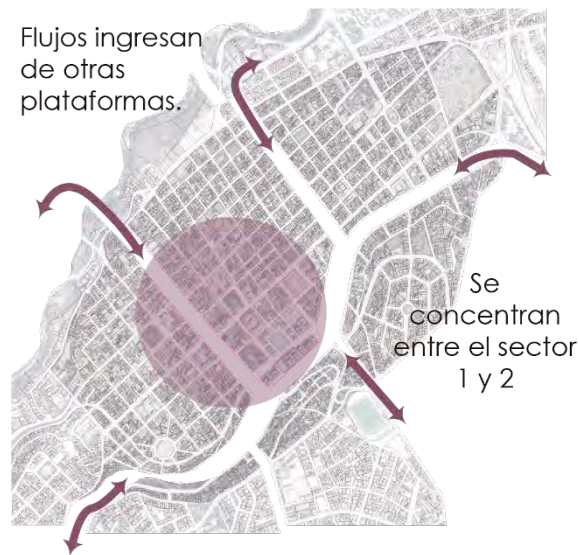 Flujos ingresan
de otras
plataformas.
Se
concentran
entre el sector
1 y 2